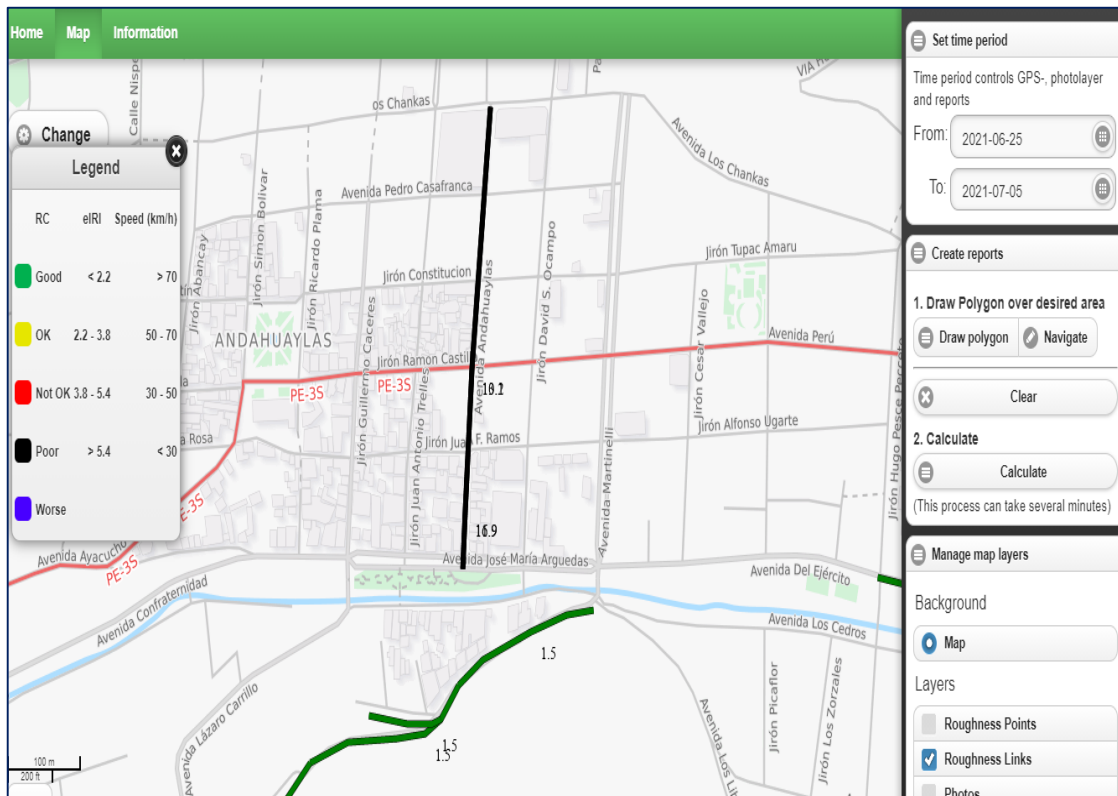 Home Map Information
Change
Legend
RC eIRI Speed (km/h)
Good < 2.2 > 70
OK 2.2 - 3.8 50 - 70
Not OK 3.8 - 5.4 30 - 50
Poor > 5.4 < 30
Worse
Calle Nispe
os Chankas
Avenida Los Chankas
Avenida Pedro Casafranca
Jirón Abancay
Jirón Simon Bolivar
Jirón Ricardo Plama
Jirón Constitucion
Jirón Tupac Amaru
Avenida Andahuaylas
Jirón David S. Ocampo
ANDAHUAYLAS
Jirón Guillermo Caceres
Jirón Ramon Castil
Jirón Cesar Vallejo
Avenida Perú
PE-3S
PE-3S
Jirón Juan Antonio Trelles
a Rosa
Jirón Juan F. Ramos
Jirón Alfonso Ugarte
Jirón Hugo Pesce Pescetto
Avenida Martinelli
PE-3S
Avenida Ayacucho
PE-3S
Avenida José María Arguedas
Avenida Del Ejército
Avenida Confraternidad
Avenida Los Cedros
1.5
Avenida Lázaro Carrillo
Jirón Picaflor
Jirón Los Zorzales
1.5
1.5
100 m
200 ft
Set time period
Time period controls GPS-, photolayer
and reports
From: 2021-06-25
To: 2021-07-05
Create reports
1. Draw Polygon over desired area
Draw polygon Navigate
Clear
2. Calculate
Calculate
(This process can take several minutes)
Manage map layers
Background
Map
Layers
Roughness Points
Roughness Links
Photos